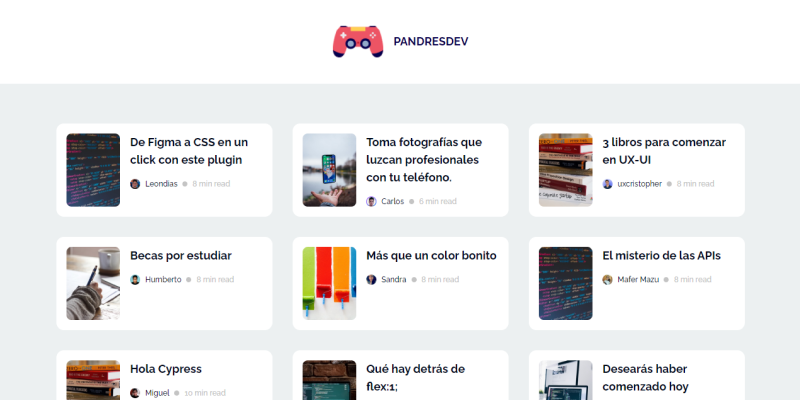 PANDRESDEV
De Figma a CSS en un
click con este plugin
Leondias 8 min read
Toma fotografías que
luzcan profesionales
con tu teléfono.
Carlos 6 min read
3 libros para comenzar
en UX-UI
uxcristopher 8 min read
Becas por estudiar
Humberto 8 min read
Más que un color bonito
Sandra 8 min read
El misterio de las APIs
Mafer Mazu 8 min read
Hola Cypress
Miguel 10 min read
Qué hay detrás de
flex:1;
Desearás haber
comenzado hoy